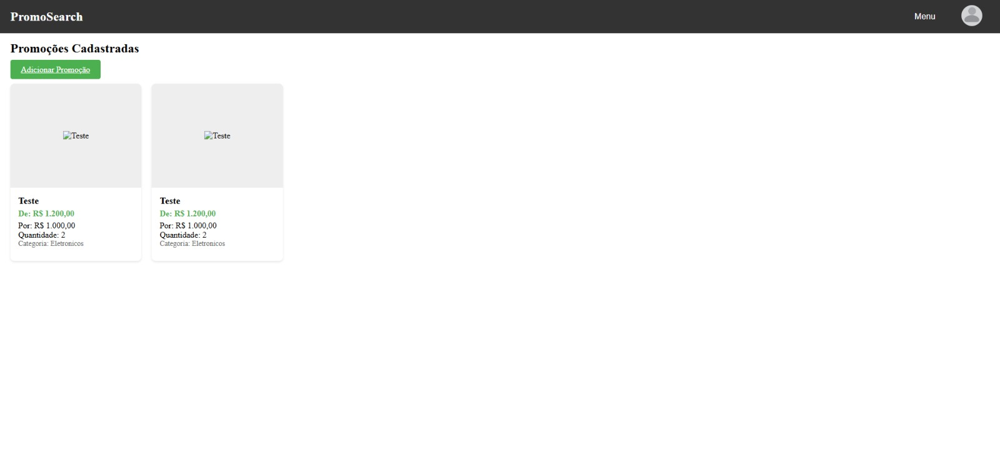 PromoSearch
Menu
Promoções Cadastradas
Adicionar Promoção
Teste
Teste
De: R$ 1.200,00
Por: R$ 1.000,00
Quantidade: 2
Categoria: Eletronicos
Teste
Teste
De: R$ 1.200,00
Por: R$ 1.000,00
Quantidade: 2
Categoria: Eletronicos